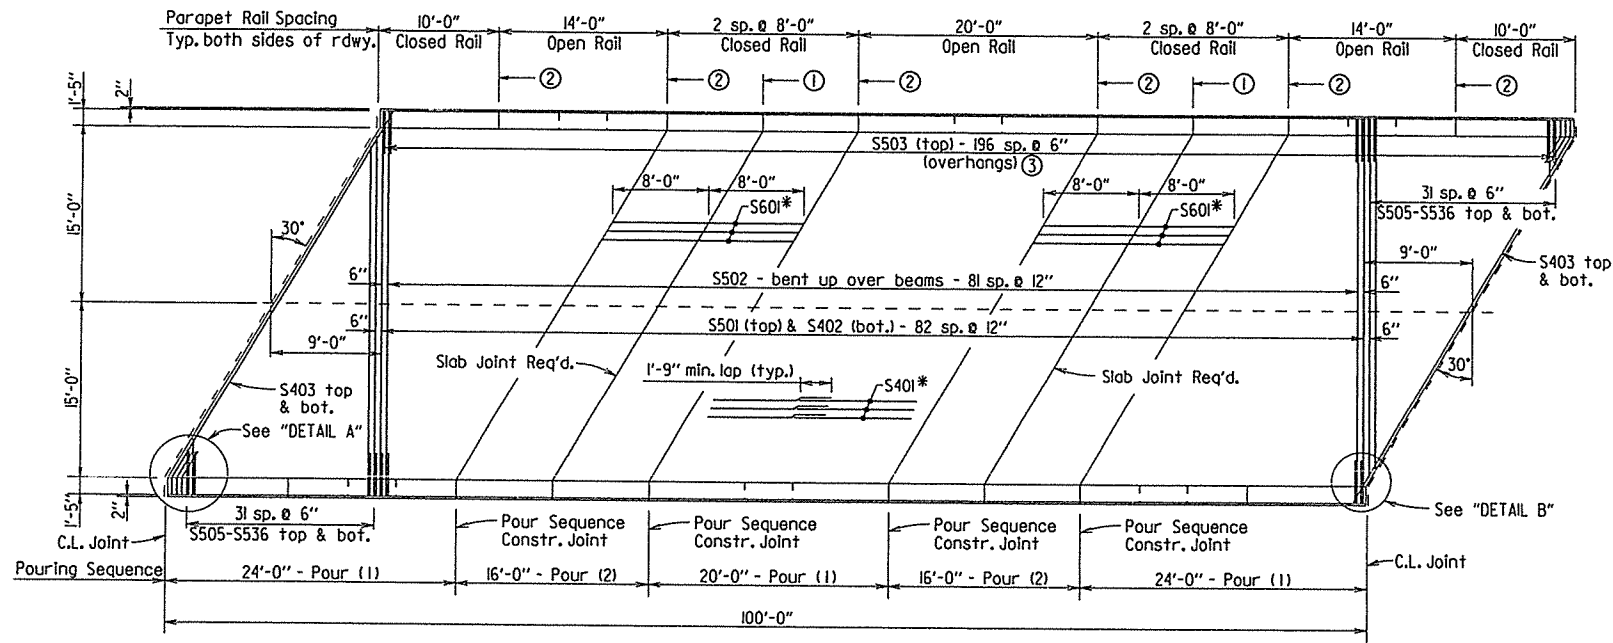 Parapet Rail Spacing
Typ. both sides of rdwy.
10'-0"
Closed Rail
14'-0"
Open Rail
2 sp. @ 8'-0"
Closed Rail
20'-0"
Open Rail
2 sp. @ 8'-0"
Closed Rail
14'-0"
Open Rail
10'-0"
Closed Rail
2
2
1
2
2
1
2
2
1'-5"
2"
S503 (top) - 196 sp. @ 6"
(overhangs) 3
8'-0"
8'-0"
S601*
8'-0"
8'-0"
S601*
31 sp. @ 6"
S505-S536 top & bot.
15'-0"
30°
9'-0"
S403 top
& bot.
6"
S502 - bent up over beams - 81 sp. @ 12"
6"
6"
S501 (top) & S402 (bot.) - 82 sp. @ 12"
6"
9'-0"
Slab Joint Req'd.
1'-9" min. lap (typ.)
S401*
Slab Joint Req'd.
30°
15'-0"
S403 top
& bot.
See "DETAIL A"
1'-5"
2"
31 sp. @ 6"
S505-S536 top & bot.
See "DETAIL B"
C.L. Joint
Pour Sequence
Constr. Joint
Pour Sequence
Constr. Joint
Pour Sequence
Constr. Joint
Pour Sequence
Constr. Joint
C.L. Joint
Pouring Sequence
24'-0" - Pour (1)
16'-0" - Pour (2)
20'-0" - Pour (1)
16'-0" - Pour (2)
24'-0" - Pour (1)
100'-0"